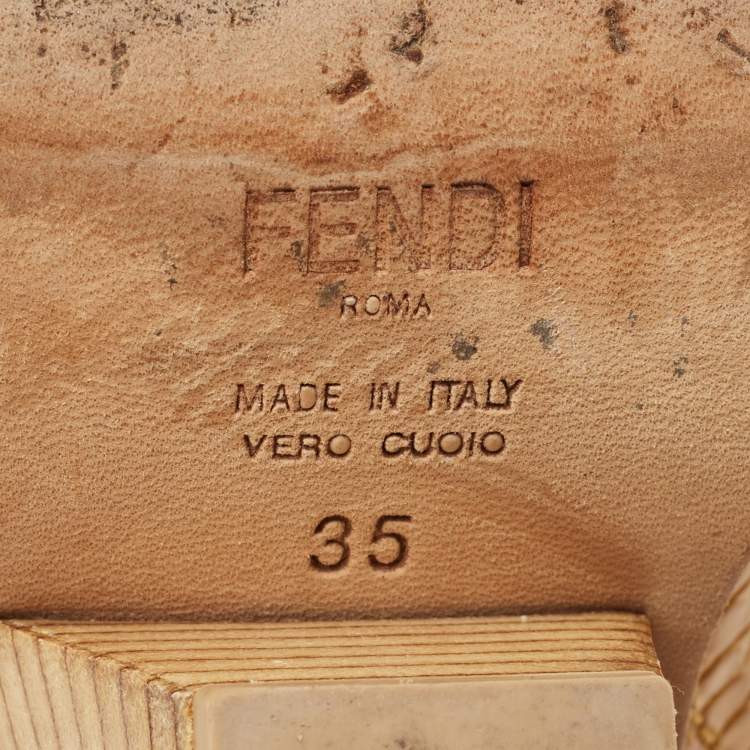 FENDI
ROMA
MADE IN ITALY
VERO CUOIO
35